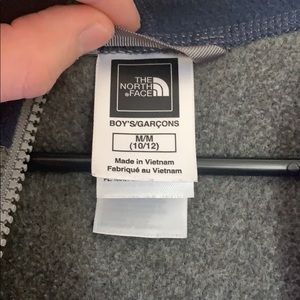 THE
NORTH
FACE
BOY'S/GARÇONS
M/M
(10/12)
Made in Vietnam
Fabriqué au Vietnam